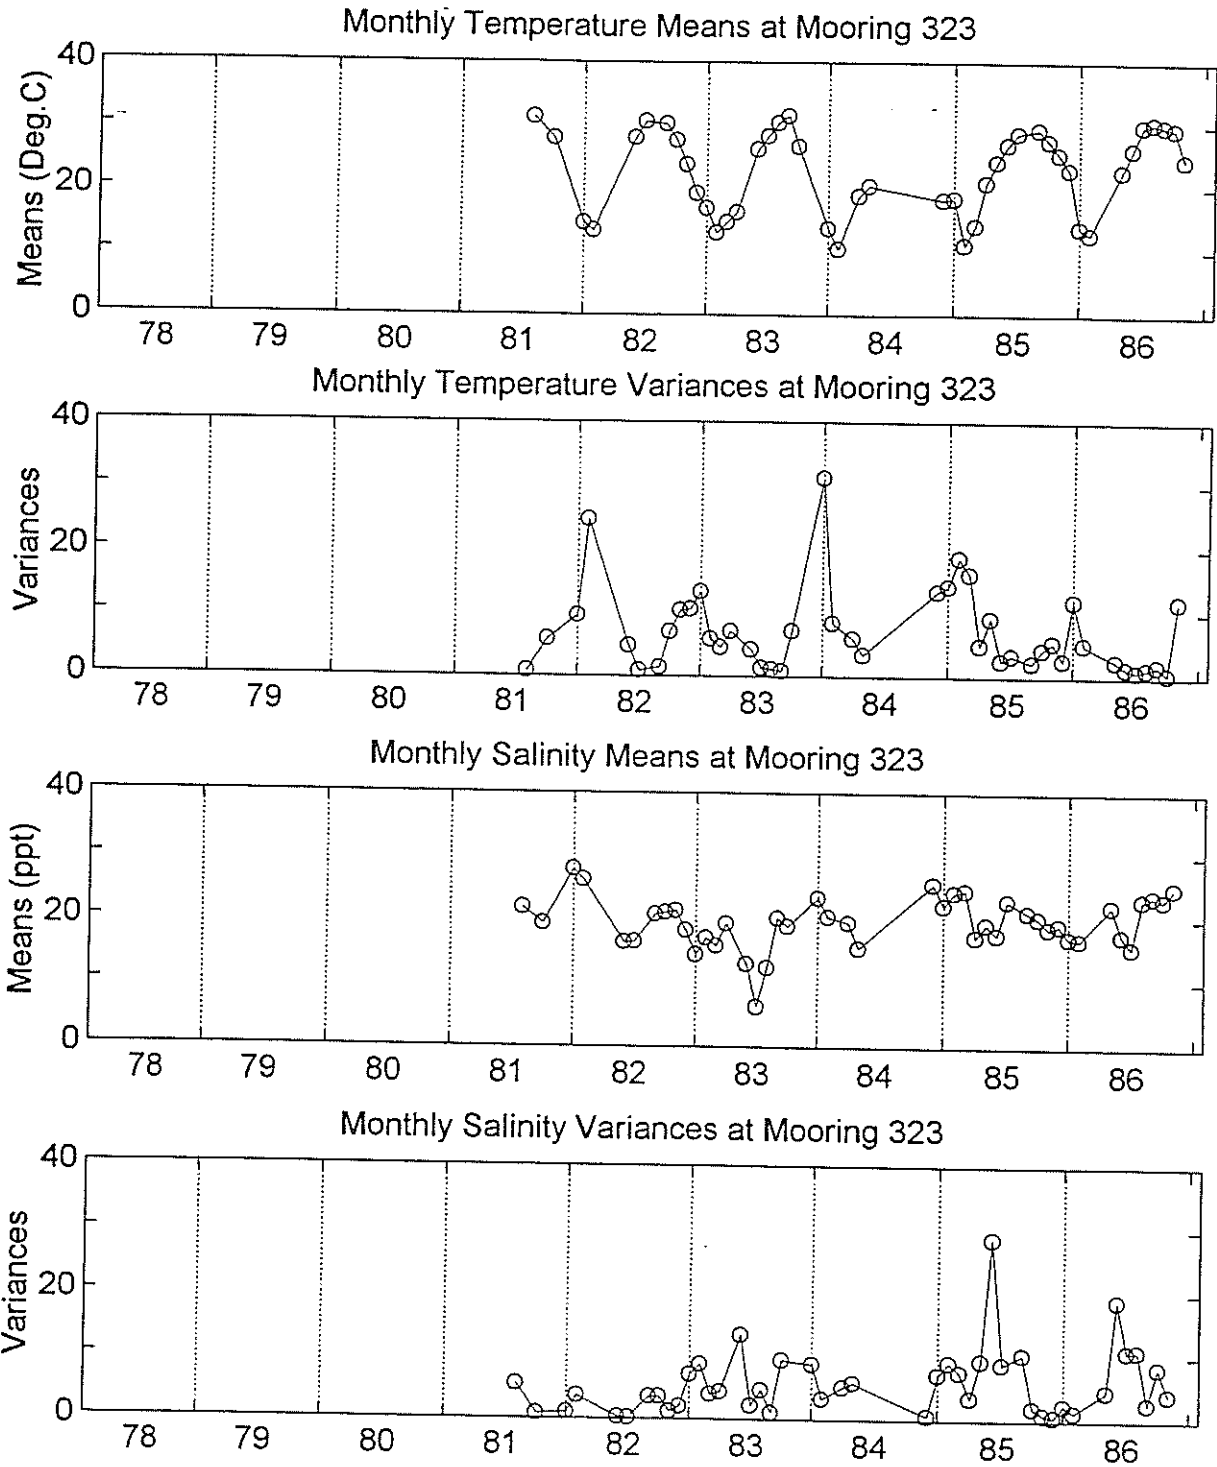 Monthly Temperature Means at Mooring 323
Means (Deg.C)
40
20
0
78 79 80 81 82 83 84 85 86
Monthly Temperature Variances at Mooring 323
Variances
40
20
0
78 79 80 81 82 83 84 85 86
Monthly Salinity Means at Mooring 323
Means (ppt)
40
20
0
78 79 80 81 82 83 84 85 86
Monthly Salinity Variances at Mooring 323
Variances
40
20
0
78 79 80 81 82 83 84 85 86